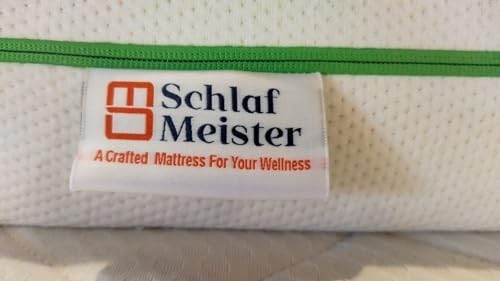 Schlaf
Meister
A Crafted Mattress For Your Wellness